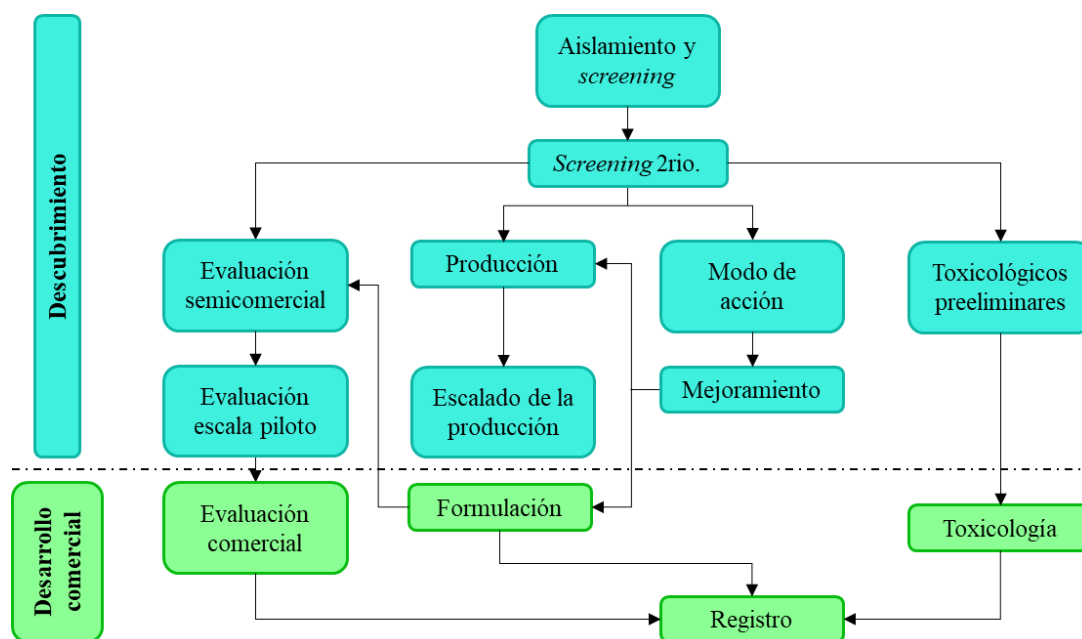 Descubrimiento
Aislamiento y
screening
Screening 2rio.
Evaluación
semicomercial
Producción
Modo de
acción
Toxicológicos
preeliminares
Evaluación
escala piloto
Escalado de la
producción
Mejoramiento
Desarrollo
comercial
Evaluación
comercial
Formulación
Toxicología
Registro